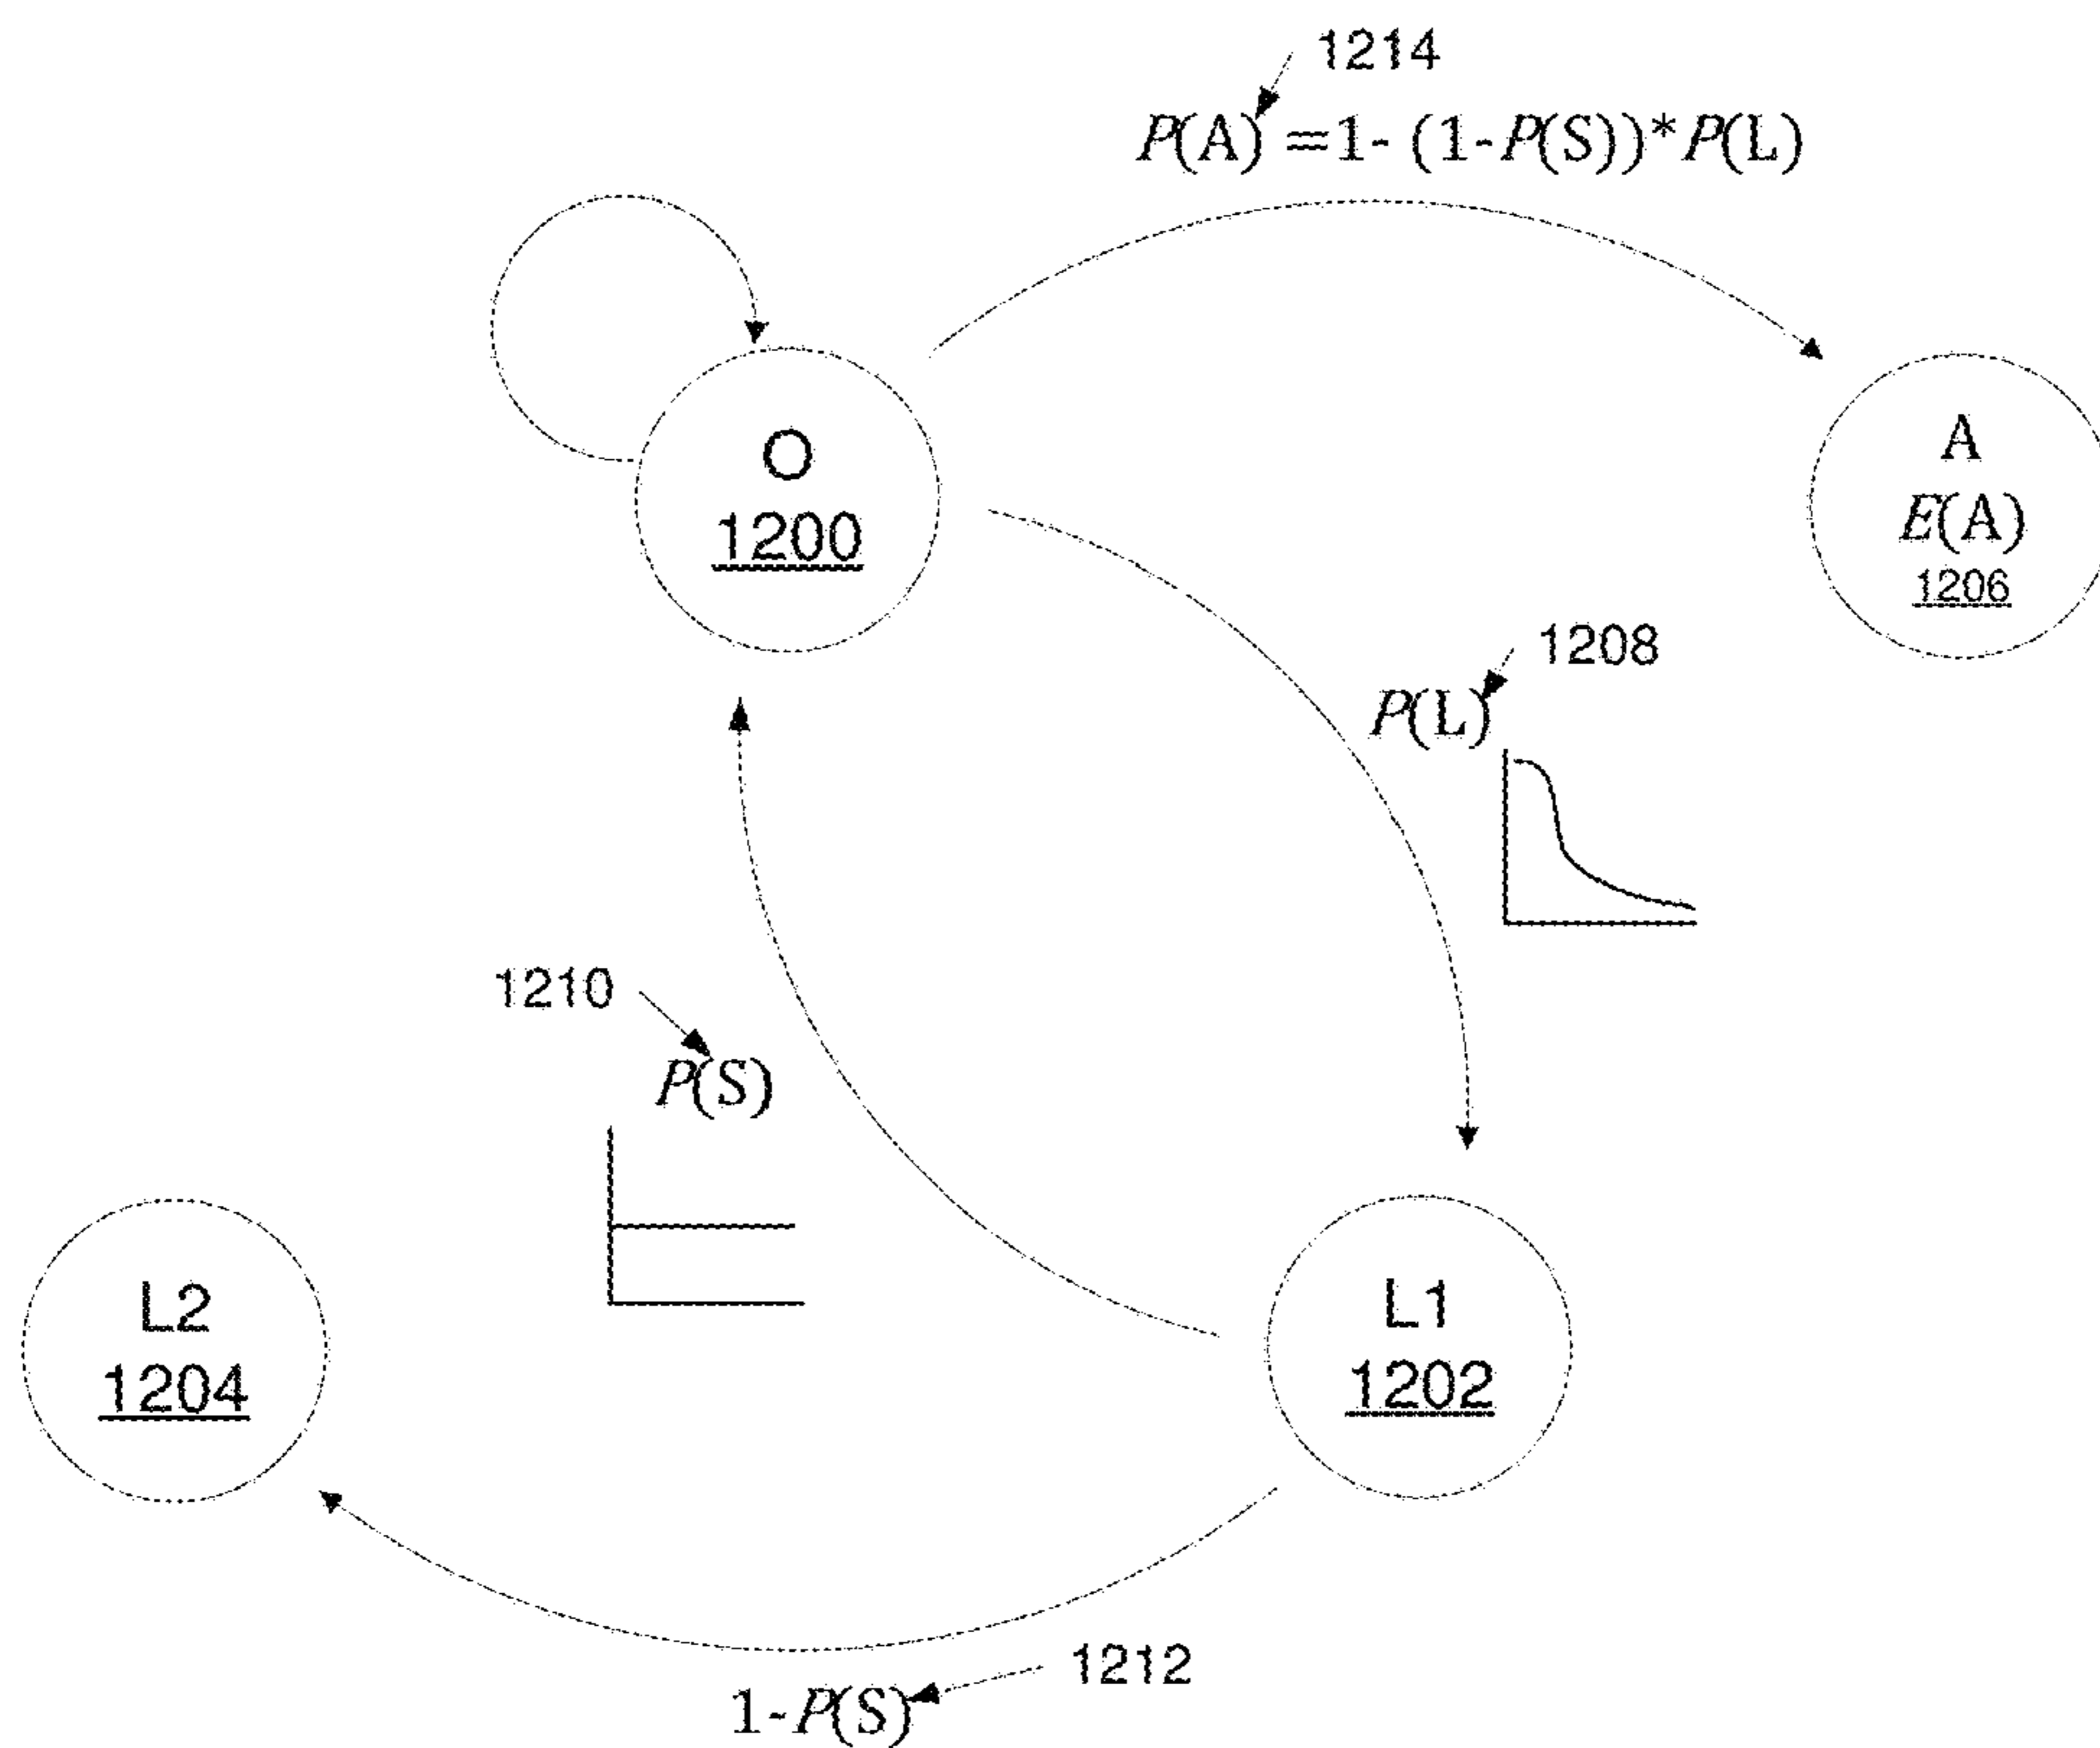 1214
P(A) =1- (1-P(S))*P(L)
O
1200
A
E(A)
1206
1208
P(L)
1210
P(S)
L2
1204
L1
1202
1212
1-P(S)